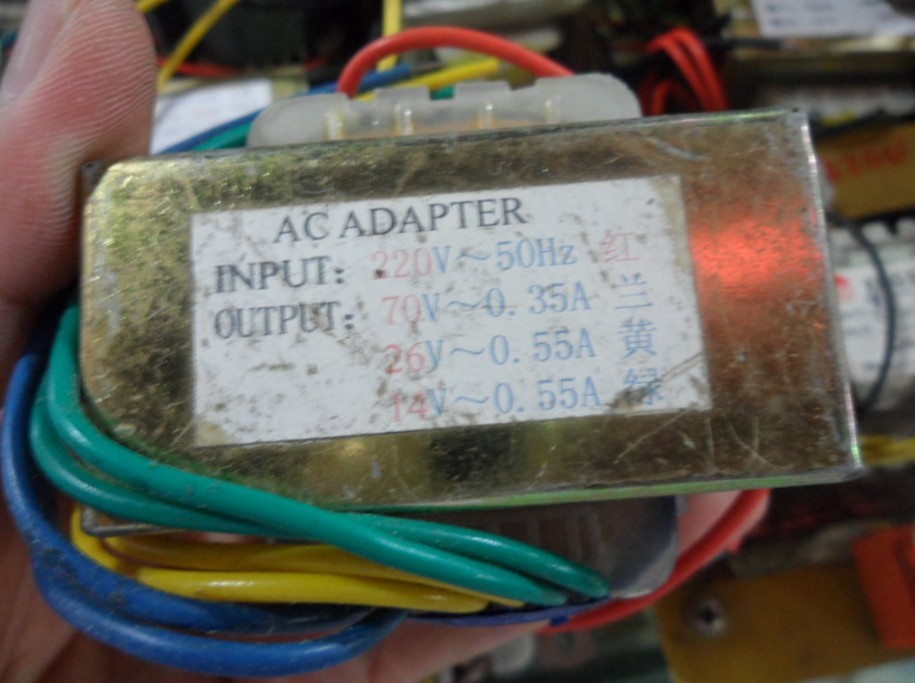 AC ADAPTER
INPUT: 220V～50Hz 红
OUTPUT: 70V～0.35A 兰
26V～0.55A 黄
14V～0.55A 绿